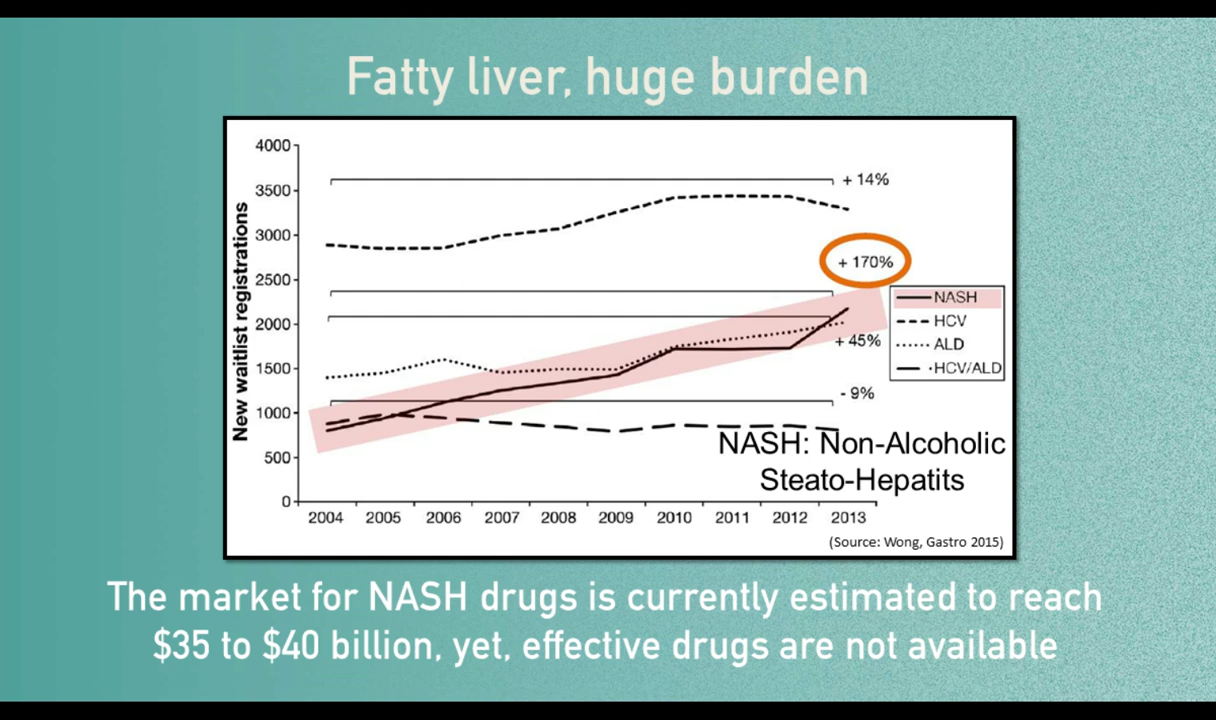 Fatty liver, huge burden
4000
3500
3000
2500
2000
1500
1000
500
0
New waitlist registrations
+ 14%
+ 170%
+ 45%
- 9%
NASH
HCV
ALD
HCV/ALD
NASH: Non-Alcoholic
Steato-Hepatits
2004 2005 2006 2007 2008 2009 2010 2011 2012 2013
(Source: Wong, Gastro 2015)
The market for NASH drugs is currently estimated to reach
$35 to $40 billion, yet, effective drugs are not available